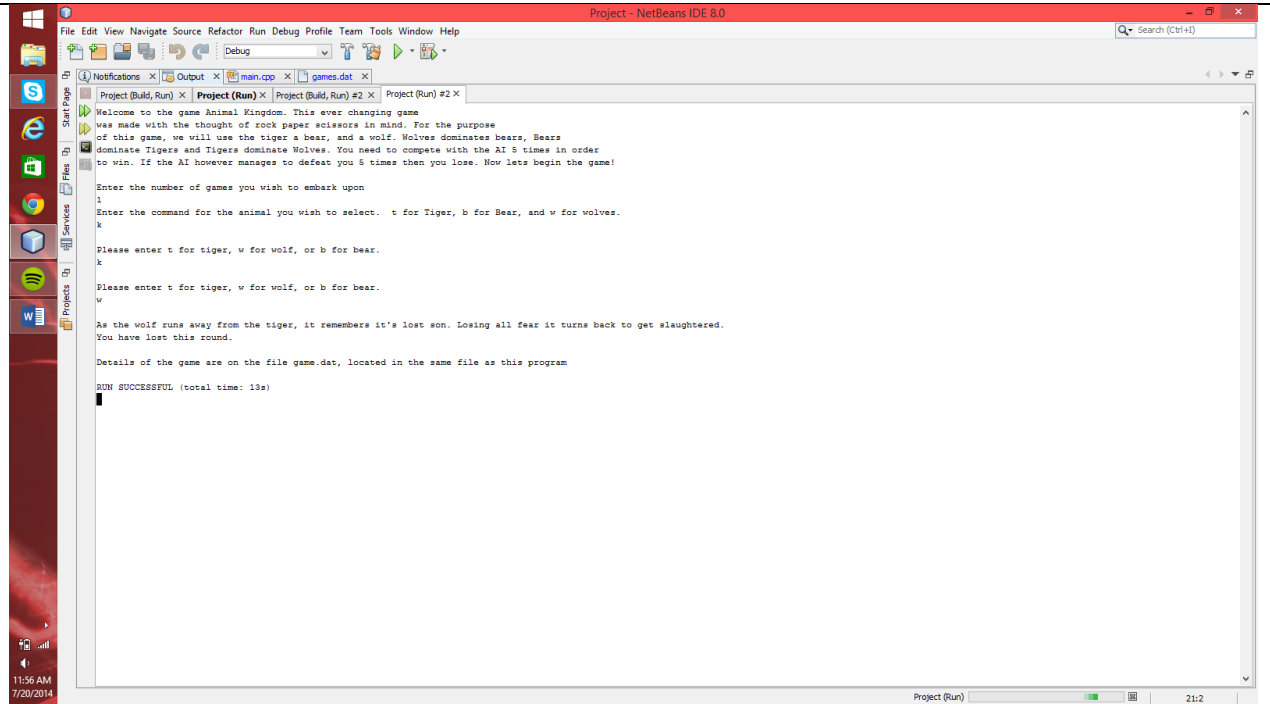 Project - NetBeans IDE 8.0
File Edit View Navigate Source Refactor Run Debug Profile Team Tools Window Help
Search (Ctrl+I)
Debug
Notifications Output main.cpp games.dat
Project (Build, Run) Project (Run) Project (Build, Run) #2 Project (Run) #2
Start Page
Files
Services
Projects
Welcome to the game Animal Kingdom. This ever changing game
was made with the thought of rock paper scissors in mind. For the purpose
of this game, we will use the tiger a bear, and a wolf. Wolves dominates bears, Bears
dominate Tigers and Tigers dominate Wolves. You need to compete with the AI 5 times in order
to win. If the AI however manages to defeat you 5 times then you lose. Now lets begin the game!
Enter the number of games you wish to embark upon
1
Enter the command for the animal you wish to select.  t for Tiger, b for Bear, and w for wolves.
k
Please enter t for tiger, w for wolf, or b for bear.
k
Please enter t for tiger, w for wolf, or b for bear.
w
As the wolf runs away from the tiger, it remembers it's lost son. Losing all fear it turns back to get slaughtered.
You have lost this round.
Details of the game are on the file game.dat, located in the same file as this program
RUN SUCCESSFUL (total time: 13s)
11:56 AM
7/20/2014
Project (Run)
21:2